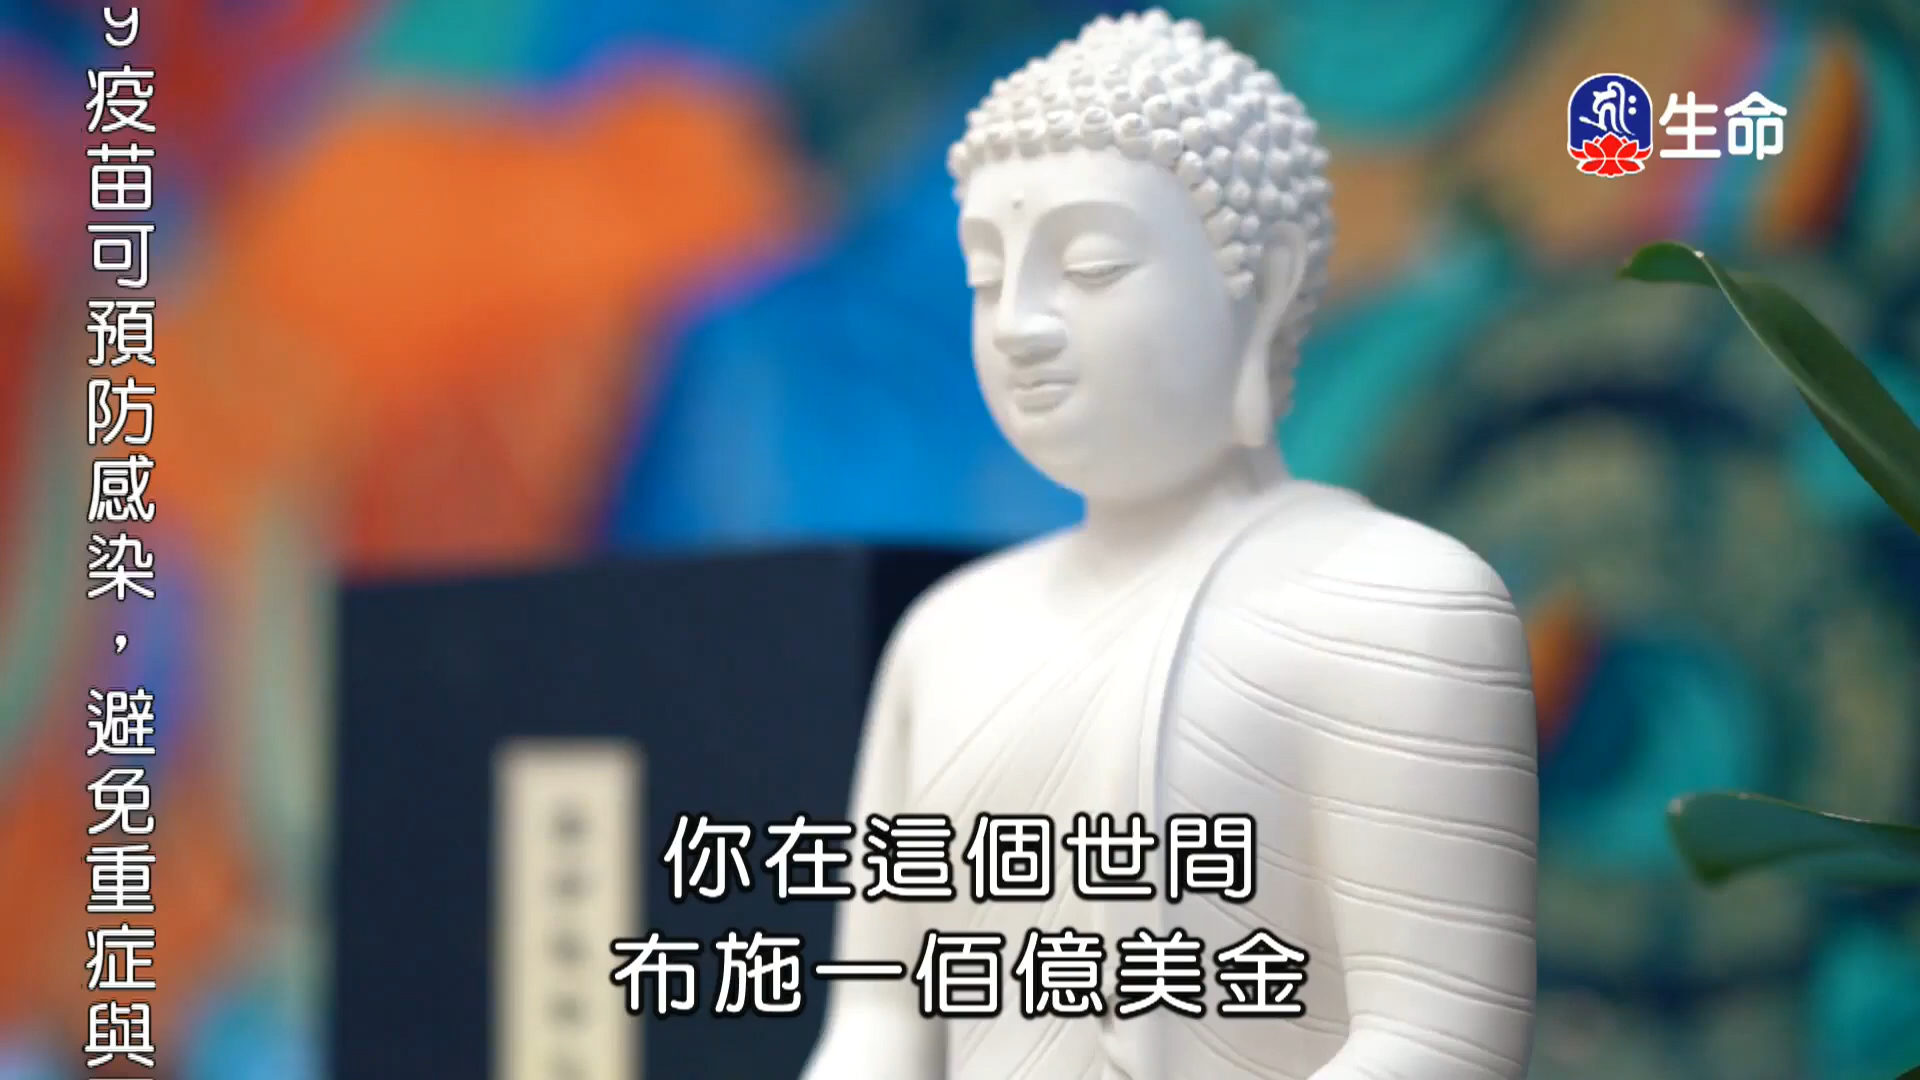 y疫苗可預防感染，避免重症與
生命
你在這個世間
布施一佰億美金